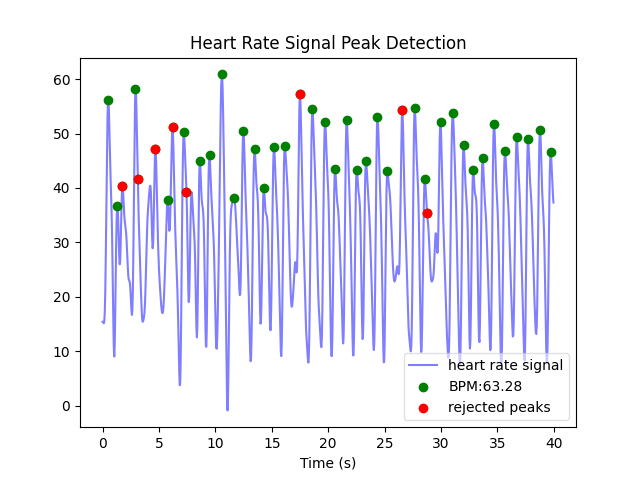 Heart Rate Signal Peak Detection
60
50
40
30
20
10
0
0 5 10 15 20 25 30 35 40
Time (s)
heart rate signal
BPM:63.28
rejected peaks